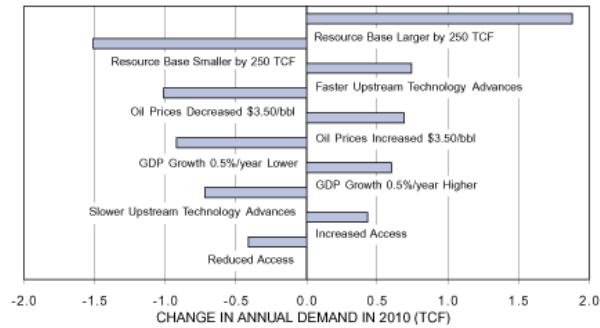 Resource Base Larger by 250 TCF
Resource Base Smaller by 250 TCF
Faster Upstream Technology Advances
Oil Prices Decreased $3.50/bbl
Oil Prices Increased $3.50/bbl
GDP Growth 0.5%/year Lower
GDP Growth 0.5%/year Higher
Slower Upstream Technology Advances
Increased Access
Reduced Access
-2.0 -1.5 -1.0 -0.5 0.0 0.5 1.0 1.5 2.0
CHANGE IN ANNUAL DEMAND IN 2010 (TCF)